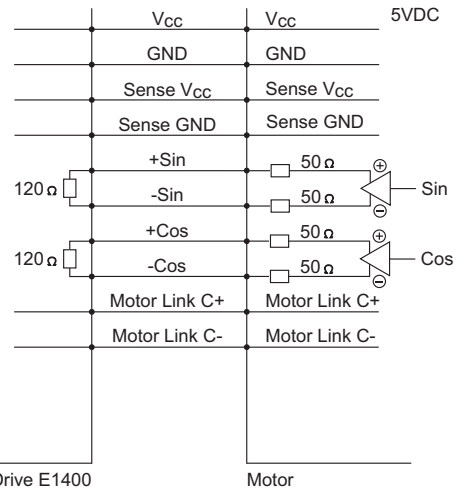 Vcc Vcc 5VDC
GND GND
Sense Vcc Sense Vcc
Sense GND Sense GND
+Sin 50 Ω ⊕
120 Ω -Sin 50 Ω ⊖ Sin
+Cos 50 Ω ⊕
120 Ω -Cos 50 Ω ⊖ Cos
Motor Link C+ Motor Link C+
Motor Link C- Motor Link C-
Drive E1400 Motor